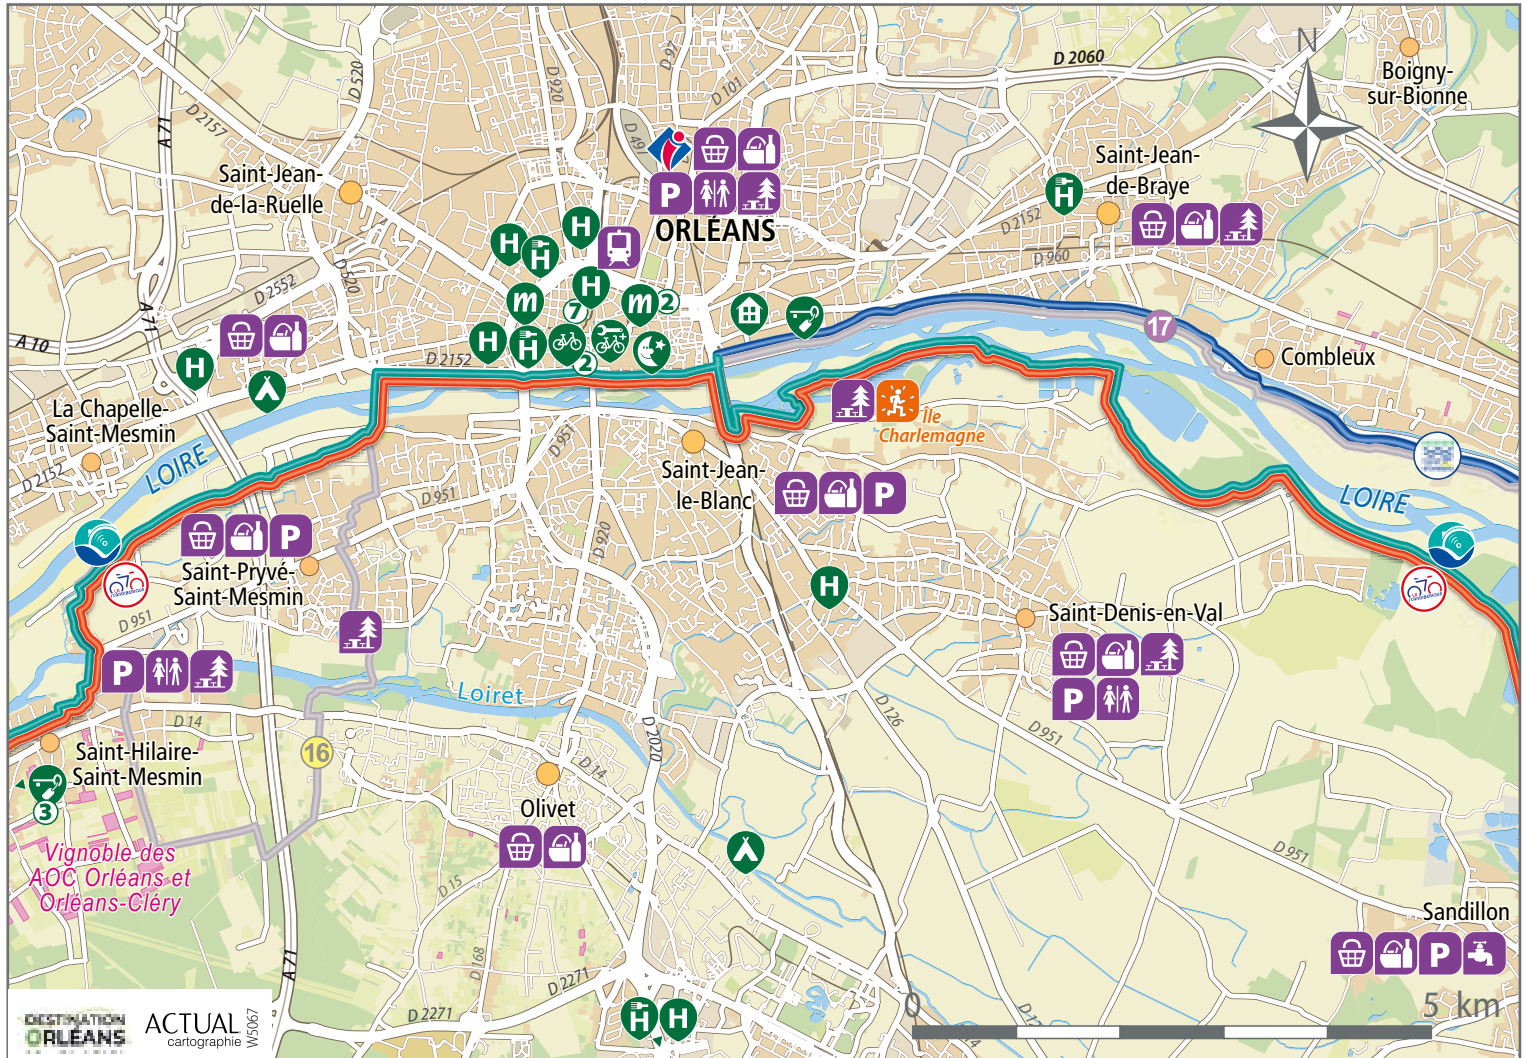 N
D 2060
Boigny-
sur-Bionne
D 520
D 920
D 97
D 101
D 49
A 71
D 2157
Saint-Jean-
de-la-Ruelle
P
ORLÉANS
Saint-Jean-
de-Braye
H
D 2152
D 960
H
H
H
D 520
D 2552
A 71
m
H
7
m
2
17
A 10
H
H
2
D 2152
Combleux
H
La Chapelle-
Saint-Mesmin
Île
Charlemagne
LOIRE
D 2152
D 951
Saint-Jean-
le-Blanc
P
D 951
LOIRE
P
D 920
Saint-Pryvé-
Saint-Mesmin
D 951
H
Saint-Denis-en-Val
P
P
Loiret
D 14
D 2020
D 126
D 951
Saint-Hilaire-
Saint-Mesmin
16
D 14
3
Olivet
Vignoble des
AOC Orléans et
Orléans-Cléry
D 15
D 951
D 168
Sandillon
P
A 71
D 2271
D 2271
H
H
0
5 km
DESTINATION
ORLÉANS
ACTUAL
cartographie
W5067